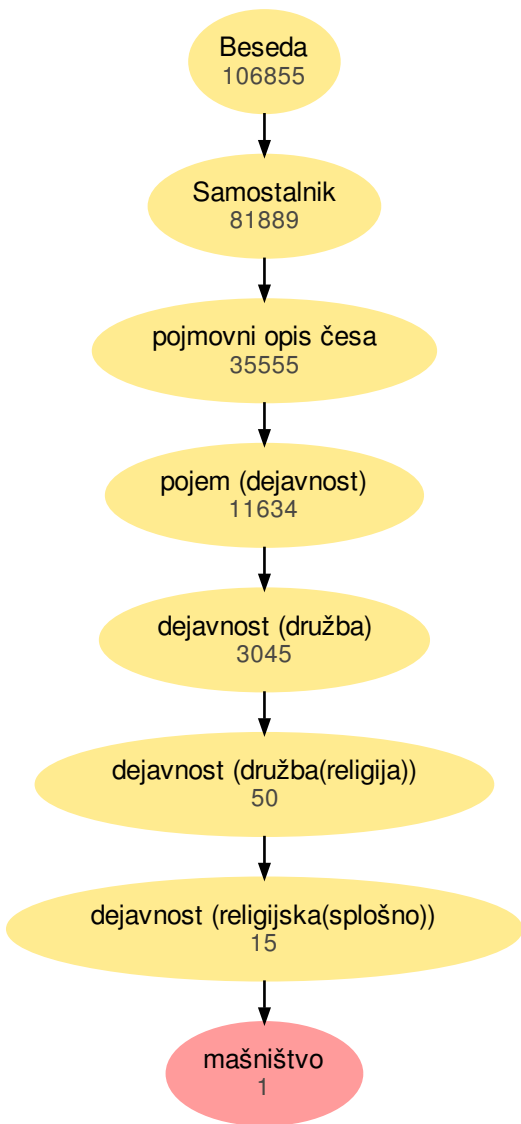 Beseda
106855
Samostalnik
81889
pojmovni opis česa
35555
pojem (dejavnost)
11634
dejavnost (družba)
3045
dejavnost (družba(religija))
50
dejavnost (religijska(splošno))
15
mašništvo
1